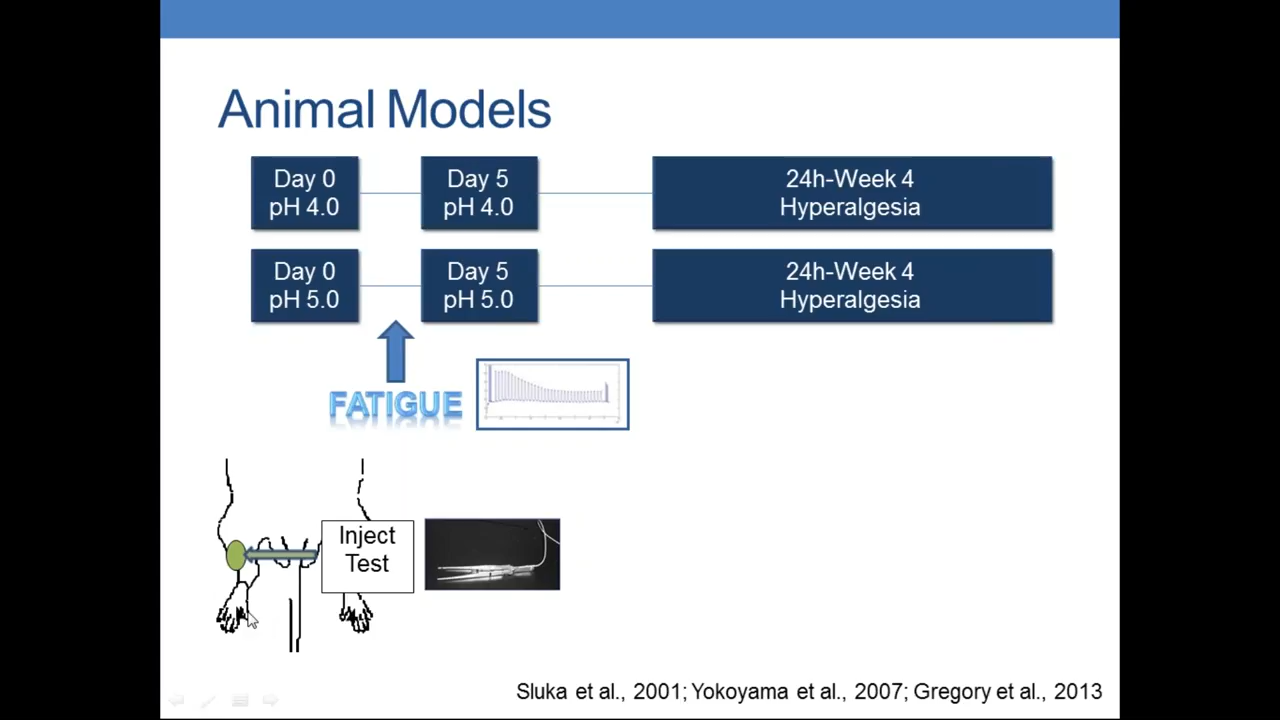 Animal Models
Day 0
pH 4.0
Day 5
pH 4.0
24h-Week 4
Hyperalgesia
Day 0
pH 5.0
Day 5
pH 5.0
24h-Week 4
Hyperalgesia
FATIGUE
Inject
Test
Sluka et al., 2001; Yokoyama et al., 2007; Gregory et al., 2013